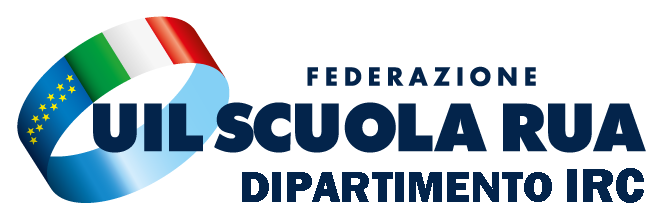 FEDERAZIONE
UIL SCUOLA RUA
DIPARTIMENTO IRC